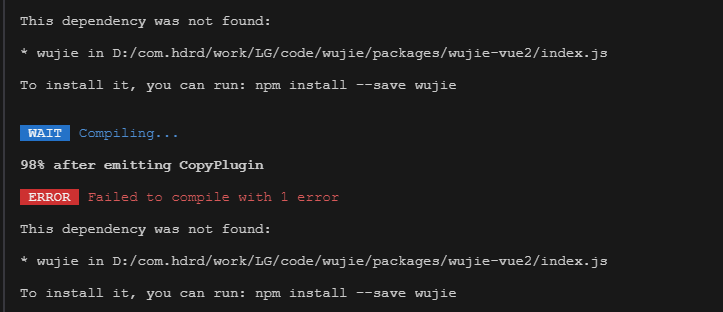 This dependency was not found:
* wujie in D:/com.hdrd/work/LG/code/wujie/packages/wujie-vue2/index.js
To install it, you can run: npm install --save wujie
WAIT Compiling...
98% after emitting CopyPlugin
ERROR Failed to compile with 1 error
This dependency was not found:
* wujie in D:/com.hdrd/work/LG/code/wujie/packages/wujie-vue2/index.js
To install it, you can run: npm install --save wujie